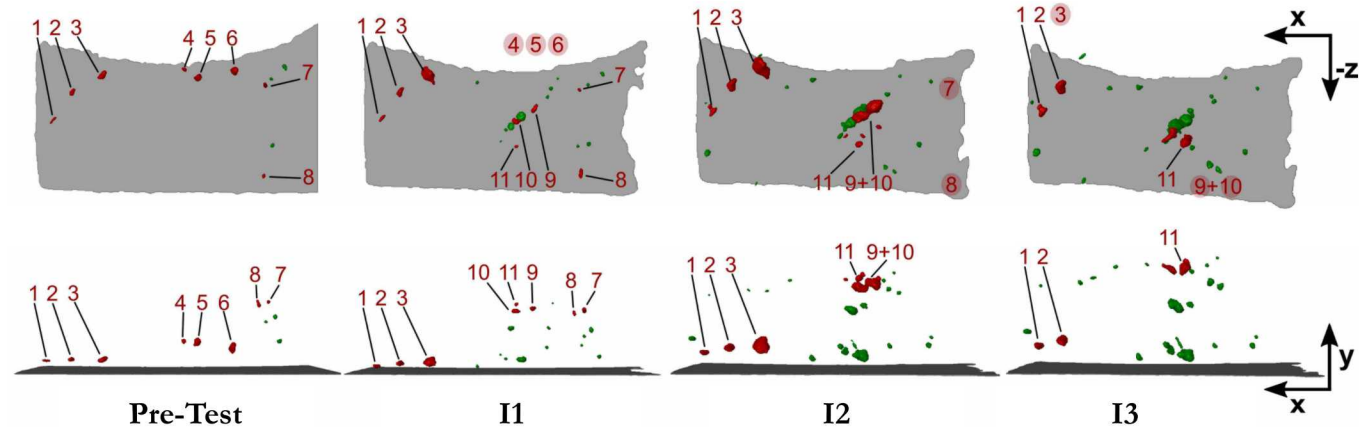 1 2 3 4 5 6 7 8
1 2 3 4 5 6 7 8 11 10 9
1 2 3 7 8 11 9+10
1 2 3 11 9+10
x
-z
1 2 3 4 5 6 8 7
1 2 3 10 11 9 8 7
1 2 3 11 9+10
1 2 11
y
x
Pre-Test I1 I2 I3